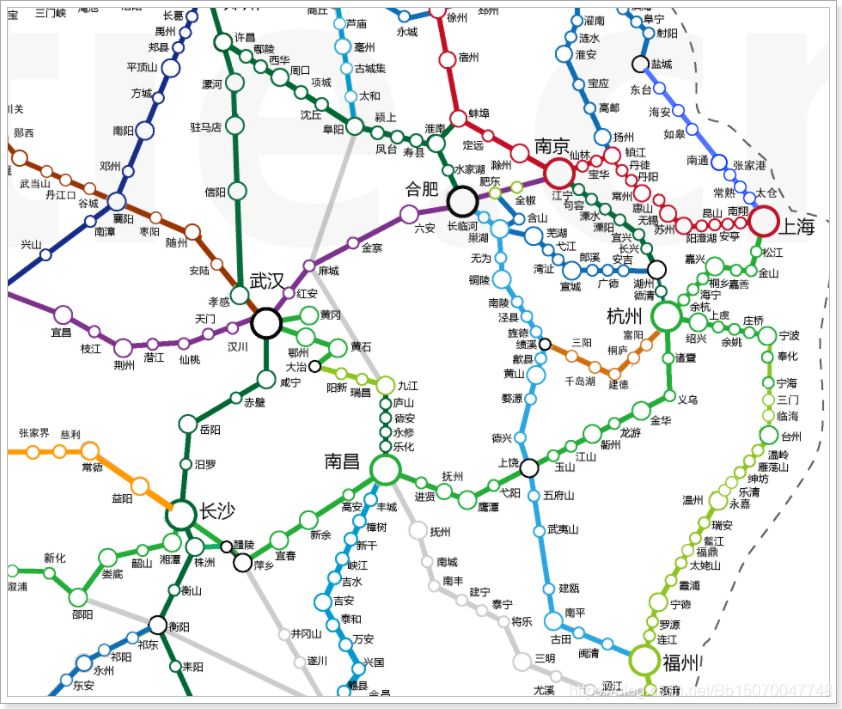 三门峡
长葛
禹州
郏县
平顶山
方城
南阳
邓州
襄阳
南漳
兴山
郧西
武当山
丹江口
谷城
枣阳
随州
安陆
孝感
许昌
鄢陵
西华
周口
项城
沈丘
漯河
驻马店
信阳
芦庙
亳州
古城集
太和
阜阳
颍上
凤台
寿县
淮南
水家湖
永城
徐州
宿州
蚌埠
定远
滁州
南京
仙林
宝华
镇江
丹徒
丹阳
常州
惠山
无锡
苏州
阳澄湖
昆山
安亭
南翔
上海
灌南
涟水
淮安
宝应
高邮
扬州
阜宁
射阳
盐城
东台
海安
如皋
南通
张家港
常熟
太仓
合肥
长临河
肥东
全椒
含山
巢湖
芜湖
弋江
湾沚
宣城
郎溪
广德
安吉
湖州
德清
江宁
句容
溧水
溧阳
宜兴
长兴
六安
金寨
麻城
红安
武汉
汉川
天门
仙桃
潜江
荆州
枝江
宜昌
黄冈
鄂州
黄石
大冶
阳新
瑞昌
九江
庐山
德安
永修
乐化
南昌
咸宁
赤壁
岳阳
汨罗
长沙
张家界
慈利
常德
益阳
无为
铜陵
南陵
泾县
旌德
绩溪
歙县
黄山
婺源
德兴
上饶
三阳
千岛湖
建德
桐庐
富阳
杭州
余杭
海宁
桐乡
嘉兴
嘉善
金山
松江
绍兴
上虞
余姚
庄桥
宁波
奉化
宁海
三门
临海
台州
温岭
雁荡山
绅坊
乐清
永嘉
温州
瑞安
鳌江
福鼎
太姥山
霞浦
宁德
罗源
连江
福州
诸暨
义乌
金华
龙游
衢州
江山
玉山
弋阳
鹰潭
抚州
进贤
五府山
武夷山
建瓯
南平
古田
闽清
丰城
樟树
新干
峡江
吉水
吉安
泰和
万安
兴国
赣县
高安
新余
宜春
萍乡
醴陵
株洲
湘潭
韶山
娄底
新化
溆浦
邵阳
衡山
衡阳
祁东
祁阳
永州
东安
耒阳
井冈山
遂川
抚州
南城
南丰
建宁
泰宁
将乐
三明
尤溪
https://blog.csdn.net/Bb15070047748